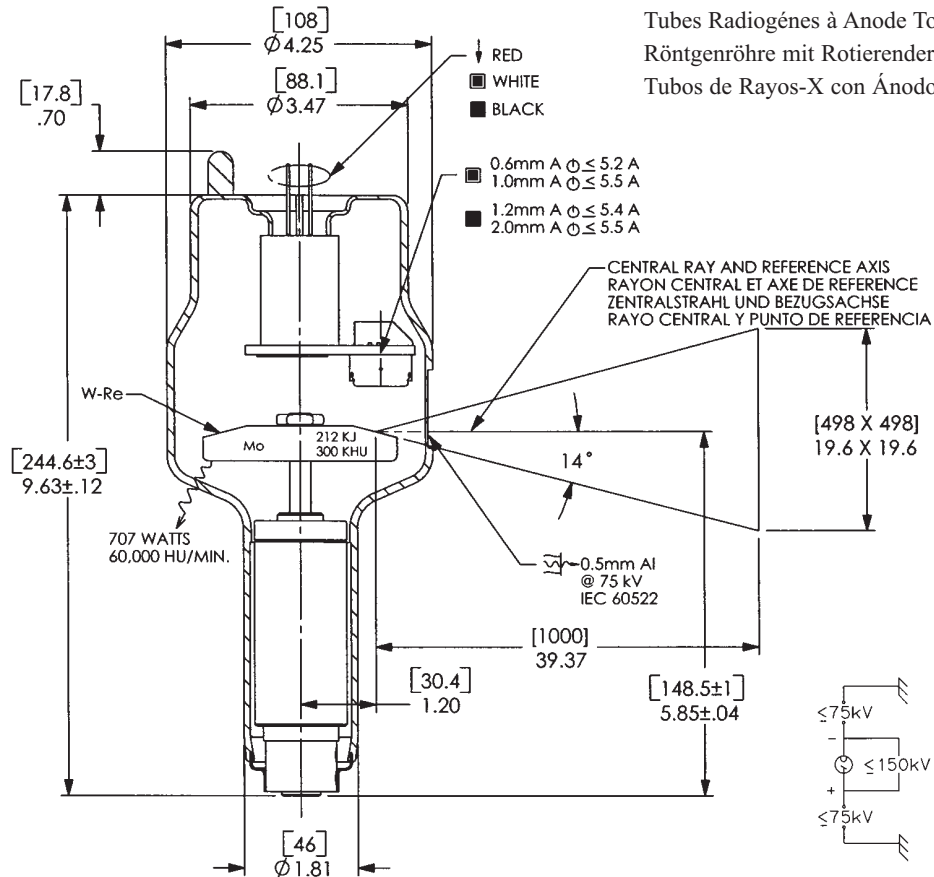 Tubes Radiogénes à Anode
Röntgenröhre mit Rotierender
Tubos de Rayos-X con Ánodo
[108]
Ø4.25
[88.1]
Ø3.47
[17.8]
.70
RED
WHITE
BLACK
0.6mm A ≤ 5.2 A
1.0mm A ≤ 5.5 A
1.2mm A ≤ 5.4 A
2.0mm A ≤ 5.5 A
CENTRAL RAY AND REFERENCE AXIS
RAYON CENTRAL ET AXE DE REFERENCE
ZENTRALSTRAHL UND BEZUGSACHSE
RAYO CENTRAL Y PUNTO DE REFERENCIA
W-Re
Mo
212 KJ
300 KHU
[498 X 498]
19.6 X 19.6
14°
[244.6±3]
9.63±.12
707 WATTS
60,000 HU/MIN.
0.5mm Al
@ 75 kV
IEC 60522
[1000]
39.37
[30.4]
1.20
[148.5±1]
5.85±.04
≤75kV
−
≤150kV
+
≤75kV
[46]
Ø1.81